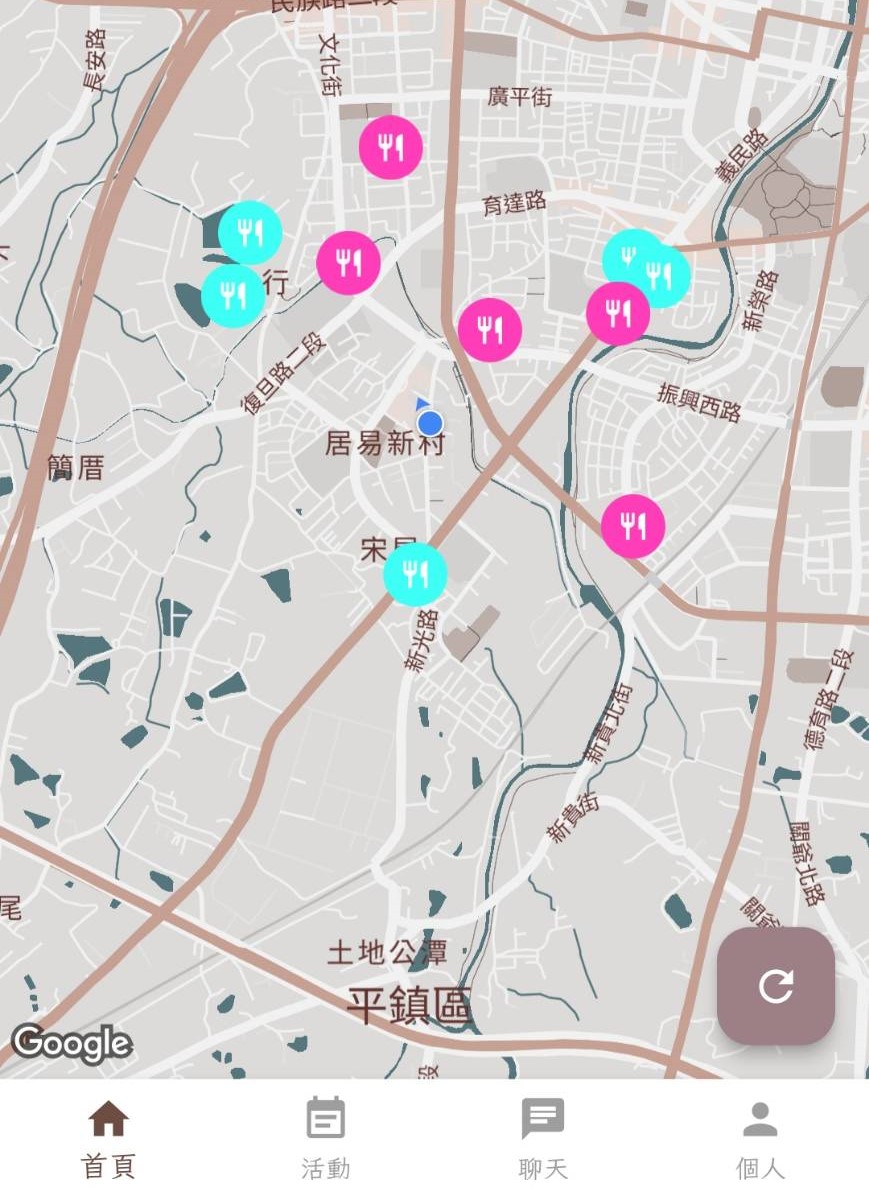 民族路二段
長安路
文化街
廣平街
義民路
育達路
行
新榮路
復旦路二段
振興西路
居易新村
簡厝
宋屋
新光路
德育路二段
新貴北街
新貴街
關爺北路
關爺
尾
土地公潭
平鎮區
Google
段
首頁
活動
聊天
個人